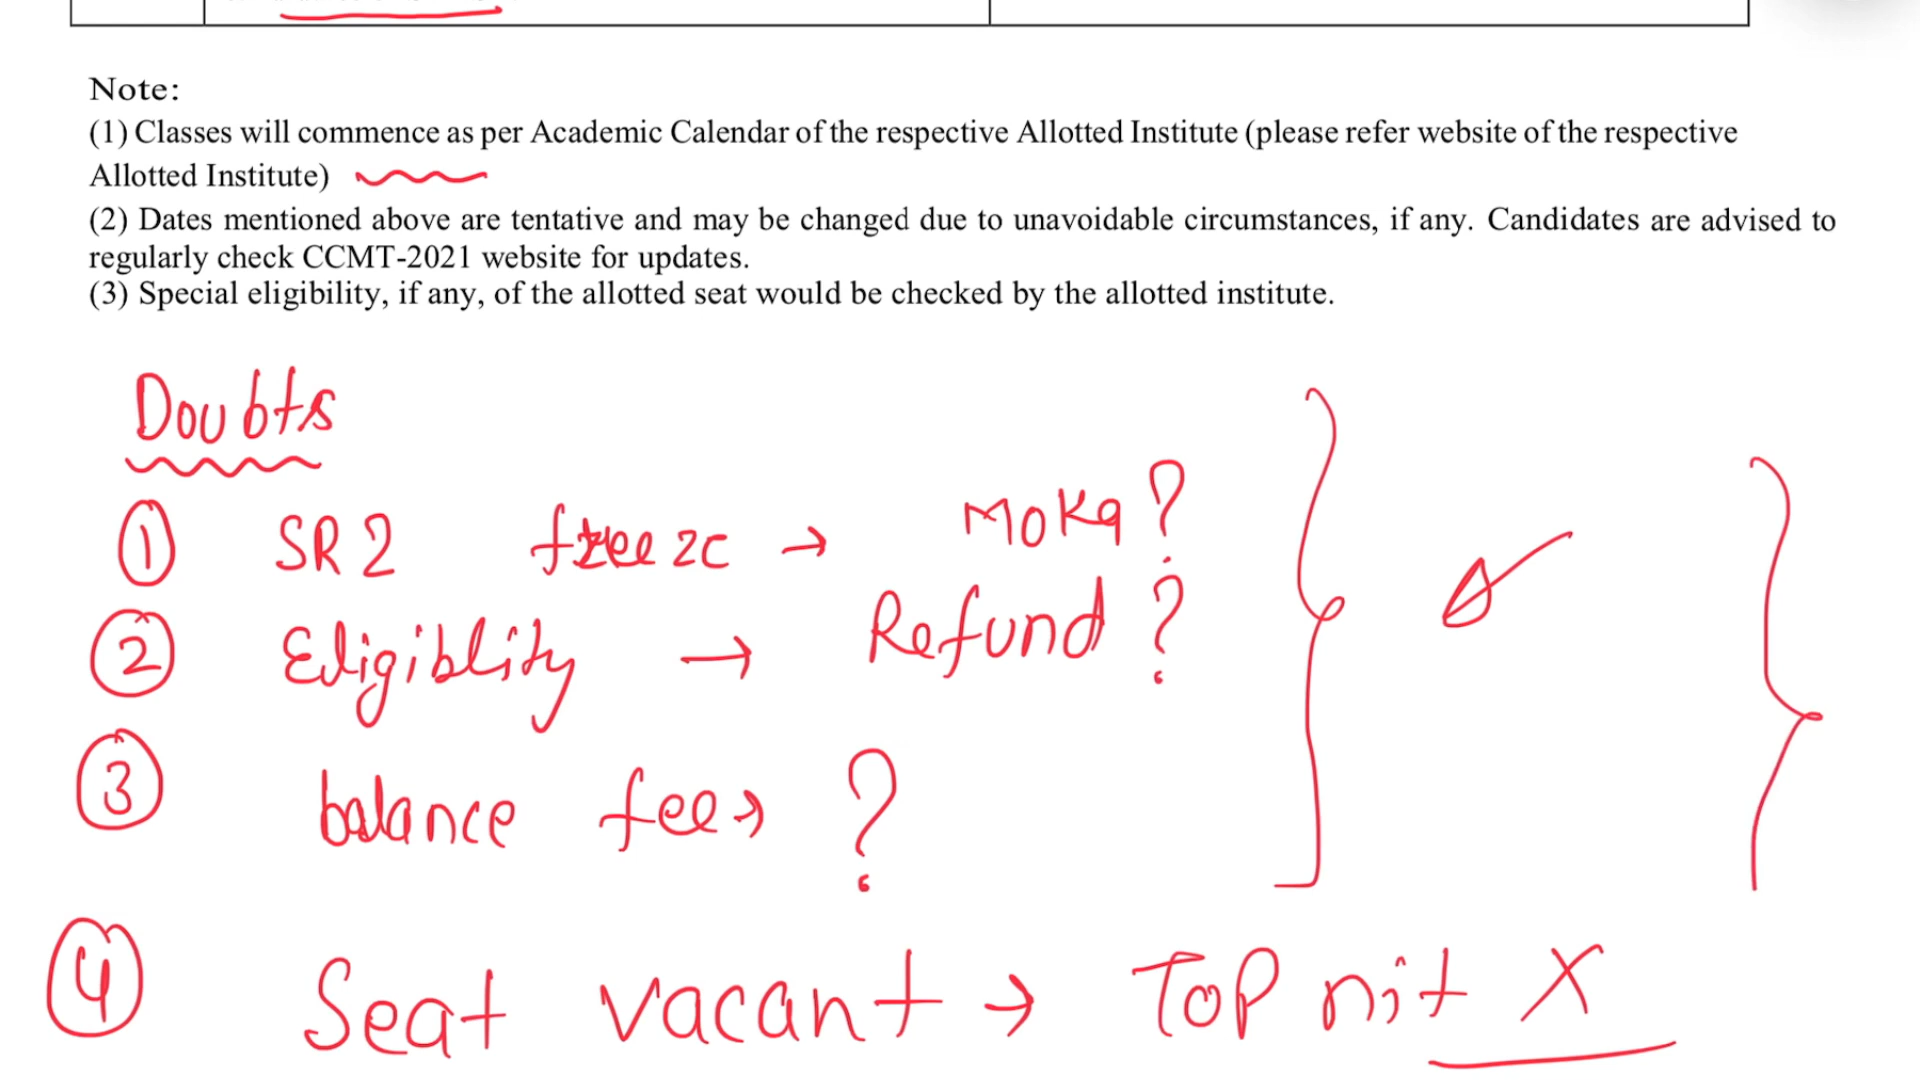 Note:
(1) Classes will commence as per Academic Calendar of the respective Allotted Institute (please refer website of the respective
Allotted Institute)
(2) Dates mentioned above are tentative and may be changed due to unavoidable circumstances, if any. Candidates are advised to
regularly check CCMT-2021 website for updates.
(3) Special eligibility, if any, of the allotted seat would be checked by the allotted institute.
Doubts
① SR2 freeze → Moka?
② Eligiblity → Refund?
③ balance fees?
④ Seat vacant → Top nit X